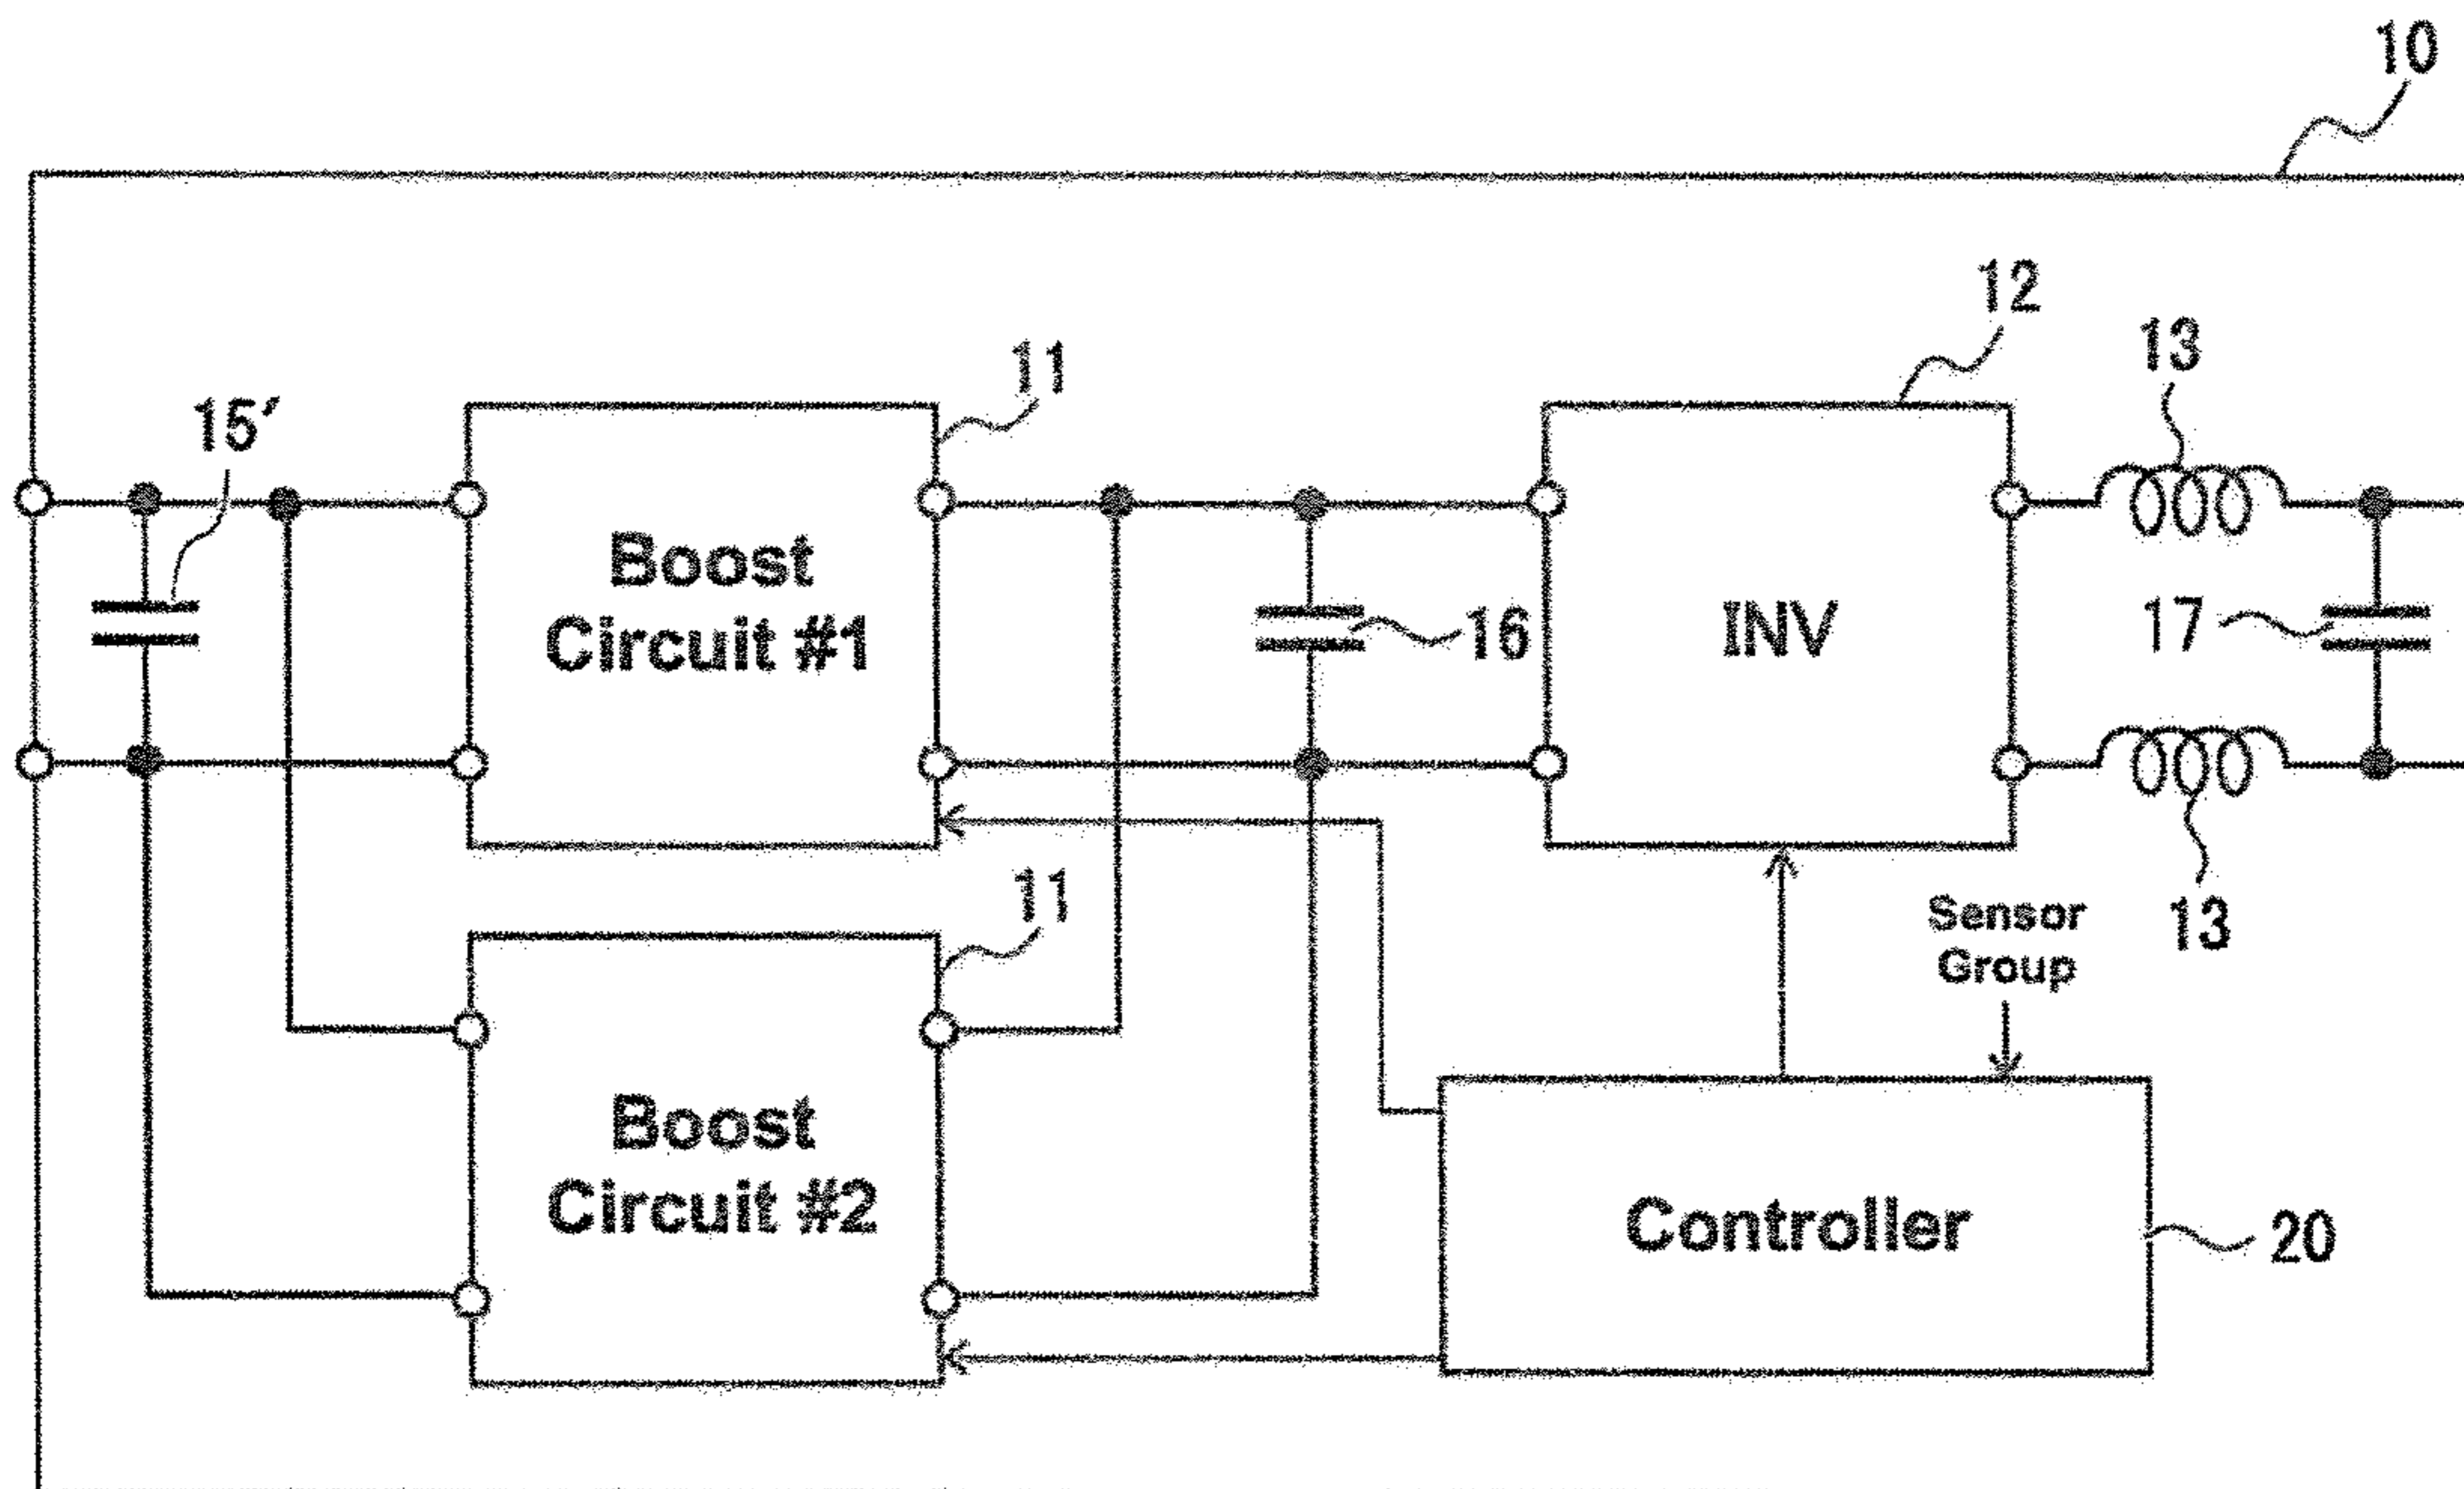 10
12
13
11
15′
Boost
Circuit #1
16
INV
17
11
Sensor
Group
13
Boost
Circuit #2
Controller
20